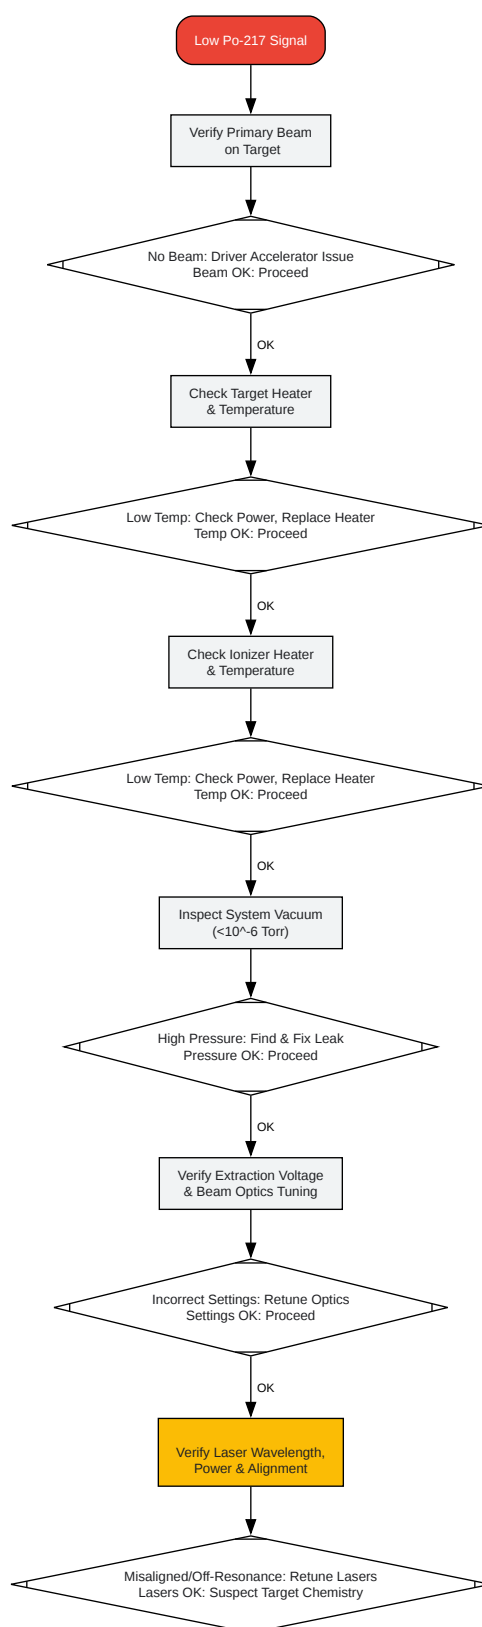 Low Po-217 Signal
Verify Primary Beam
on Target
No Beam: Driver Accelerator Issue
Beam OK: Proceed
OK
Check Target Heater
& Temperature
Low Temp: Check Power, Replace Heater
Temp OK: Proceed
OK
Check Ionizer Heater
& Temperature
Low Temp: Check Power, Replace Heater
Temp OK: Proceed
OK
Inspect System Vacuum
(<10^-6 Torr)
High Pressure: Find & Fix Leak
Pressure OK: Proceed
OK
Verify Extraction Voltage
& Beam Optics Tuning
Incorrect Settings: Retune Optics
Settings OK: Proceed
OK
Verify Laser Wavelength,
Power & Alignment
Misaligned/Off-Resonance: Retune Lasers
Lasers OK: Suspect Target Chemistry